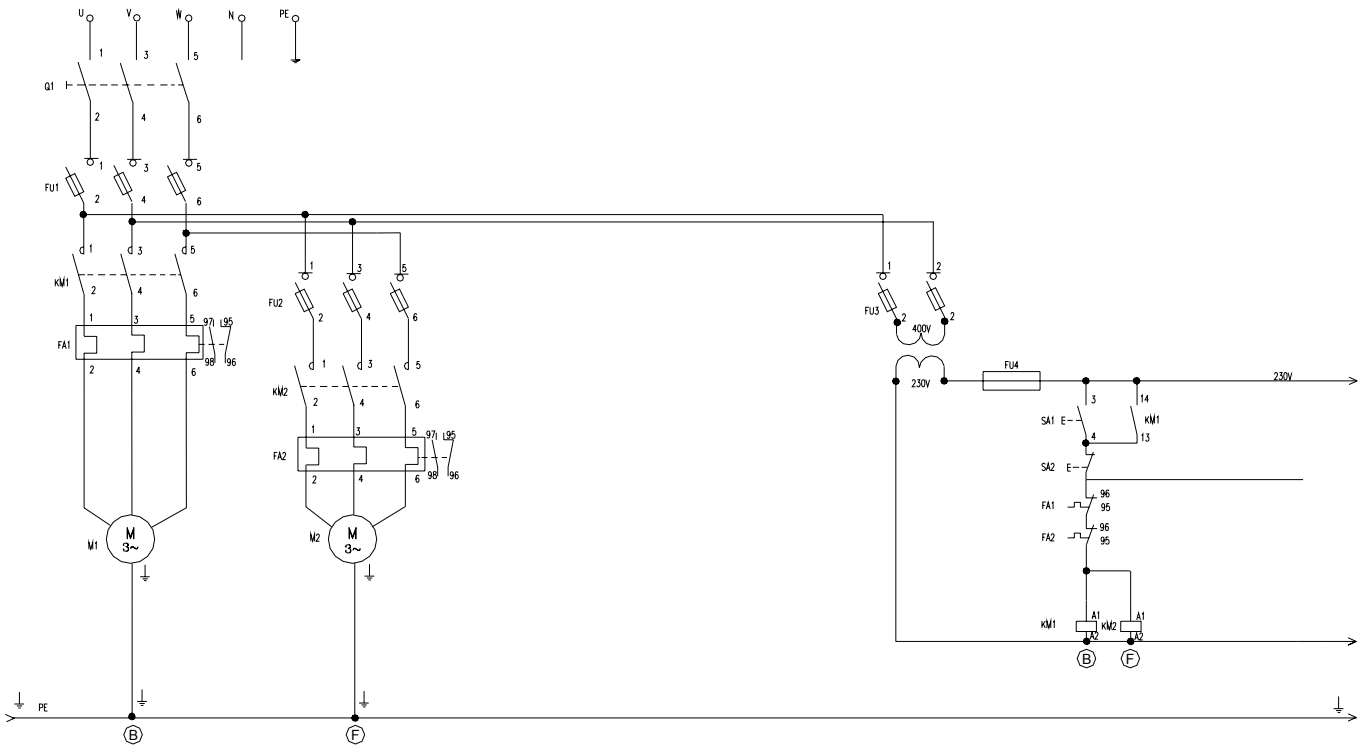 U V W N PE
1 3 5
Q1
2 4 6
1 3 5
FU1
2 4 6
1 3 5
KM1
2 4 6
1 3 5 97 95
FA1
98 96
2 4 6
1 3 5
FU2
2 4 6
1 3 5
KM2
2 4 6
1 3 5 97 95
FA2
98 96
2 4 6
M
3~
M1
M
3~
M2
1 2
FU3
2 2
400V
230V
FU4
230V
3 14
SA1 E KM1
4 13
SA2 E
96
FA1 95
96
FA2 95
A1 A1
KM1 KM2
A2 A2
B F
PE
B F